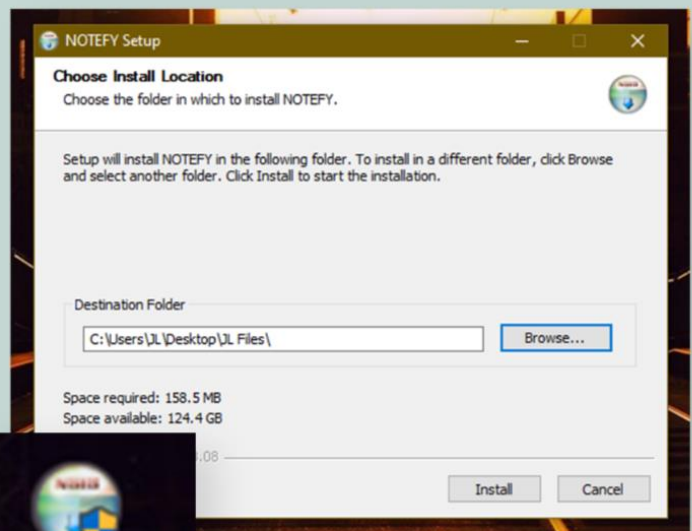 NOTEFY Setup
Choose Install Location
Choose the folder in which to install NOTEFY.
Setup will install NOTEFY in the following folder. To install in a different folder, click Browse
and select another folder. Click Install to start the installation.
Destination Folder
C:\Users\JL\Desktop\JL Files\
Browse...
Space required: 158.5 MB
Space available: 124.4 GB
.08
Install
Cancel